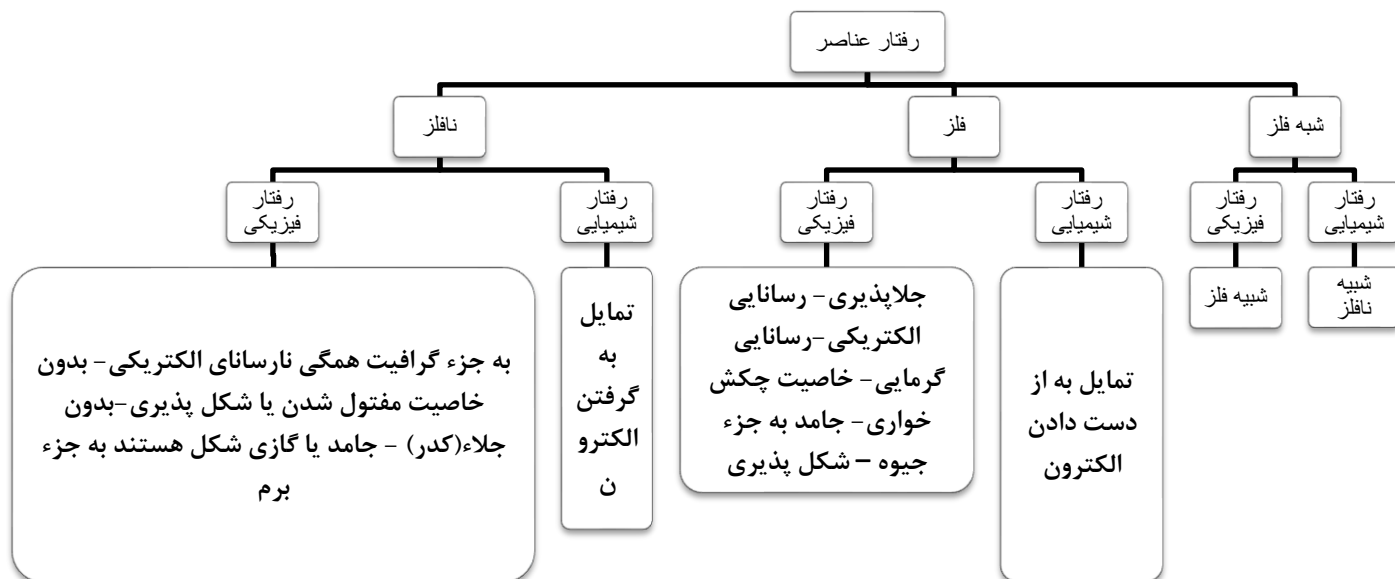 رفتار عناصر
شبه فلز
فلز
نافلز
رفتار
شیمیایی
رفتار
فیزیکی
رفتار
شیمیایی
رفتار
فیزیکی
رفتار
شیمیایی
رفتار
فیزیکی
شبیه
نافلز
شبیه فلز
تمایل به از
دست دادن
الکترون
جلاپذیری- رسانایی
الکتریکی-رسانایی
گرمایی- خاصیت چکش
خواری- جامد به جزء
جیوه – شکل پذیری
تمایل
به
گرفتن
الکترو
ن
به جزء گرافیت همگی نارسانای الکتریکی- بدون
خاصیت مفتول شدن یا شکل پذیری-بدون
جلاء(کدر) - جامد یا گازی شکل هستند به جزء
برم